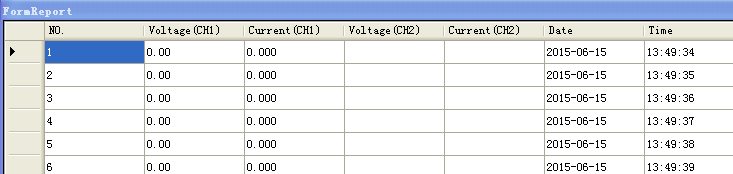 FormReport
NO. Voltage(CH1) Current(CH1) Voltage(CH2) Current(CH2) Date Time
1 0.00 0.000 2015-06-15 13:49:34
2 0.00 0.000 2015-06-15 13:49:35
3 0.00 0.000 2015-06-15 13:49:36
4 0.00 0.000 2015-06-15 13:49:37
5 0.00 0.000 2015-06-15 13:49:38
6 0.00 0.000 2015-06-15 13:49:39